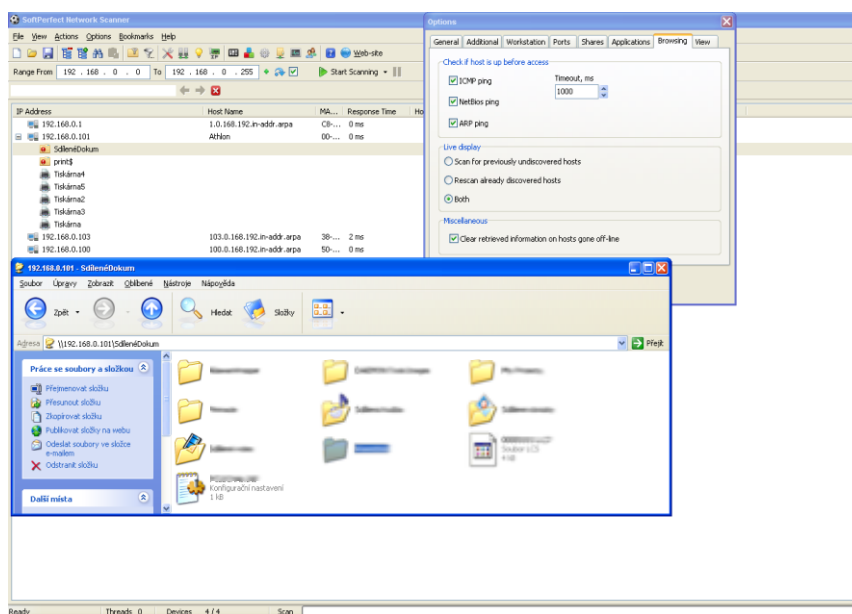 SoftPerfect Network Scanner
File View Actions Options Bookmarks Help
Web-site
Range From 192 . 168 . 0 . 0 To 192 . 168 . 0 . 255 Start Scanning
IP Address Host Name MA... Response Time Ho
192.168.0.1 1.0.168.192.in-addr.arpa C8-... 0 ms
192.168.0.101 Athlon 00-... 0 ms
SdílenéDokum
print$
Tiskárna4
Tiskárna5
Tiskárna2
Tiskárna3
Tiskárna
192.168.0.103 103.0.168.192.in-addr.arpa 38-... 2 ms
192.168.0.100 100.0.168.192.in-addr.arpa 50-... 0 ms
Options
General Additional Workstation Ports Shares Applications Browsing View
Check if host is up before access
ICMP ping Timeout, ms
1000
NetBios ping
ARP ping
Live display
Scan for previously undiscovered hosts
Rescan already discovered hosts
Both
Miscellaneous
Clear retrieved information on hosts gone off-line
192.168.0.101 - SdílenéDokum
Soubor Úpravy Zobrazit Oblíbené Nástroje Nápověda
Zpět Hledat Složky
Adresa \\192.168.0.101\SdílenéDokum Přejít
Práce se soubory a složkou
Přejmenovat složku
Přesunout složku
Zkopírovat složku
Publikovat složky na webu
Odeslat soubory ve složce
e-mailem
Odstranit složku
Další místa
Soubor
4 kB
Konfigurační nastavení
1 kB
Ready Threads 0 Devices 4 / 4 Scan